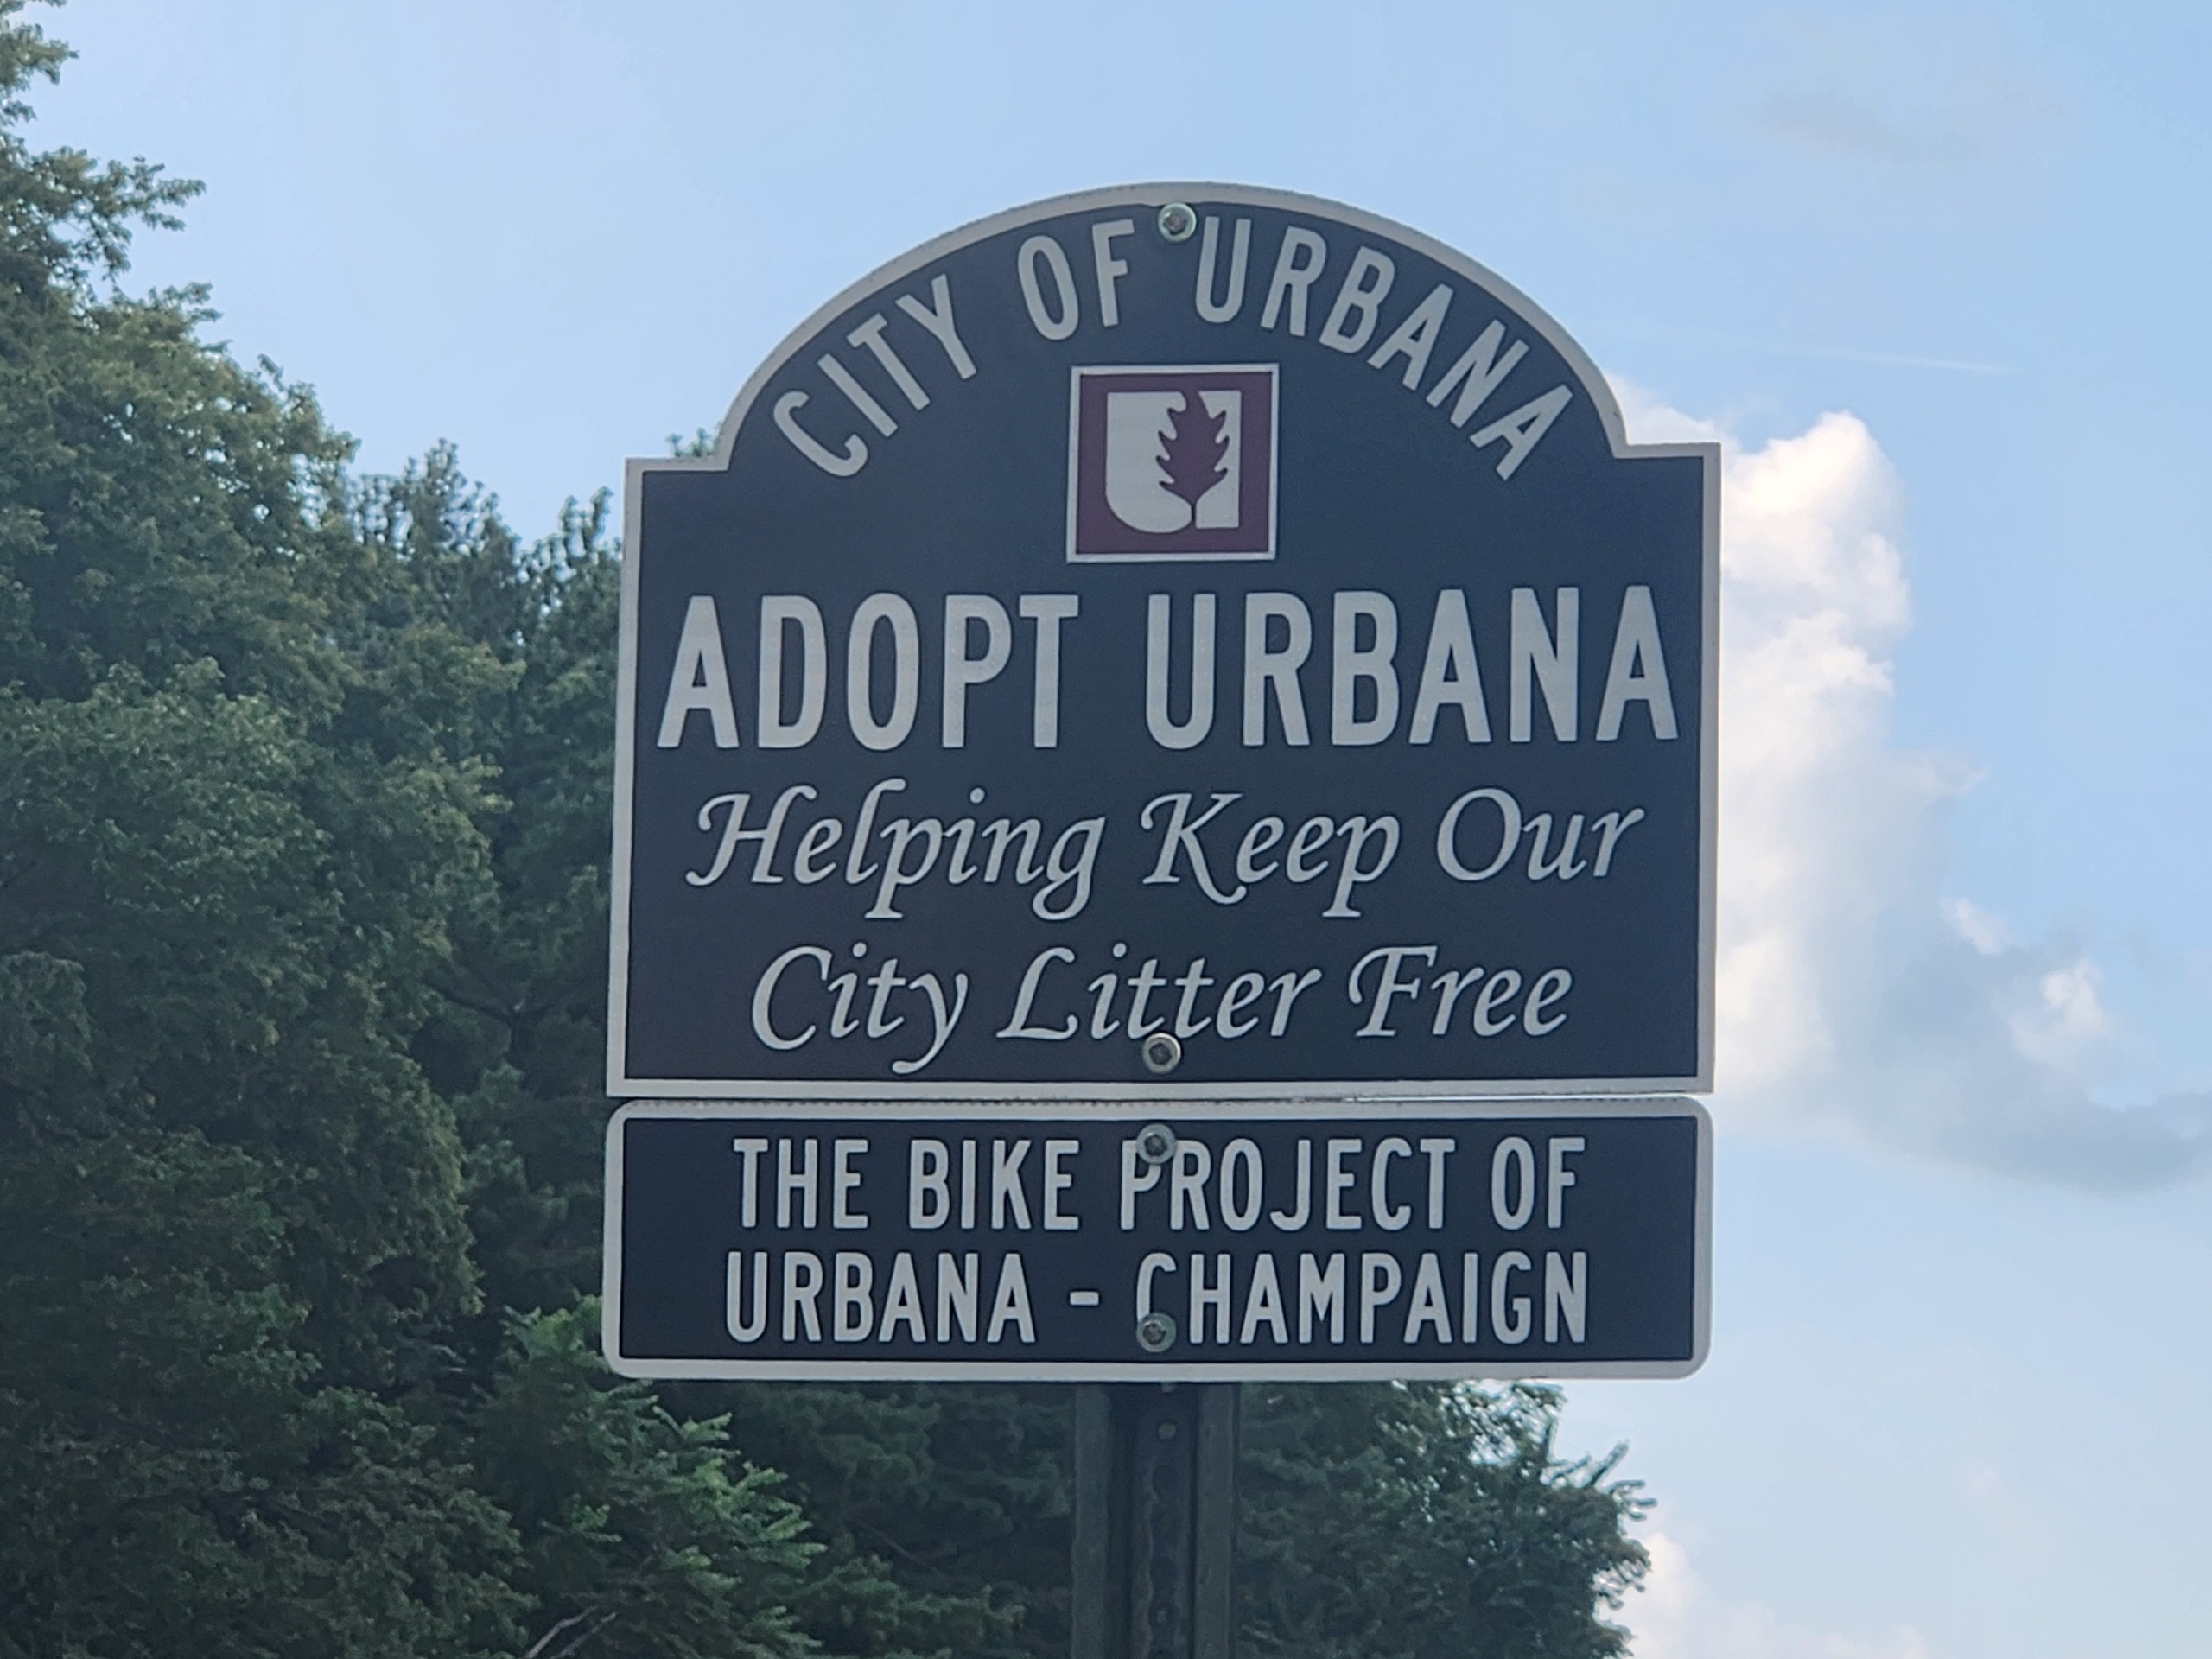 CITY OF URBANA
ADOPT URBANA
Helping Keep Our
City Litter Free
THE BIKE PROJECT OF
URBANA - CHAMPAIGN